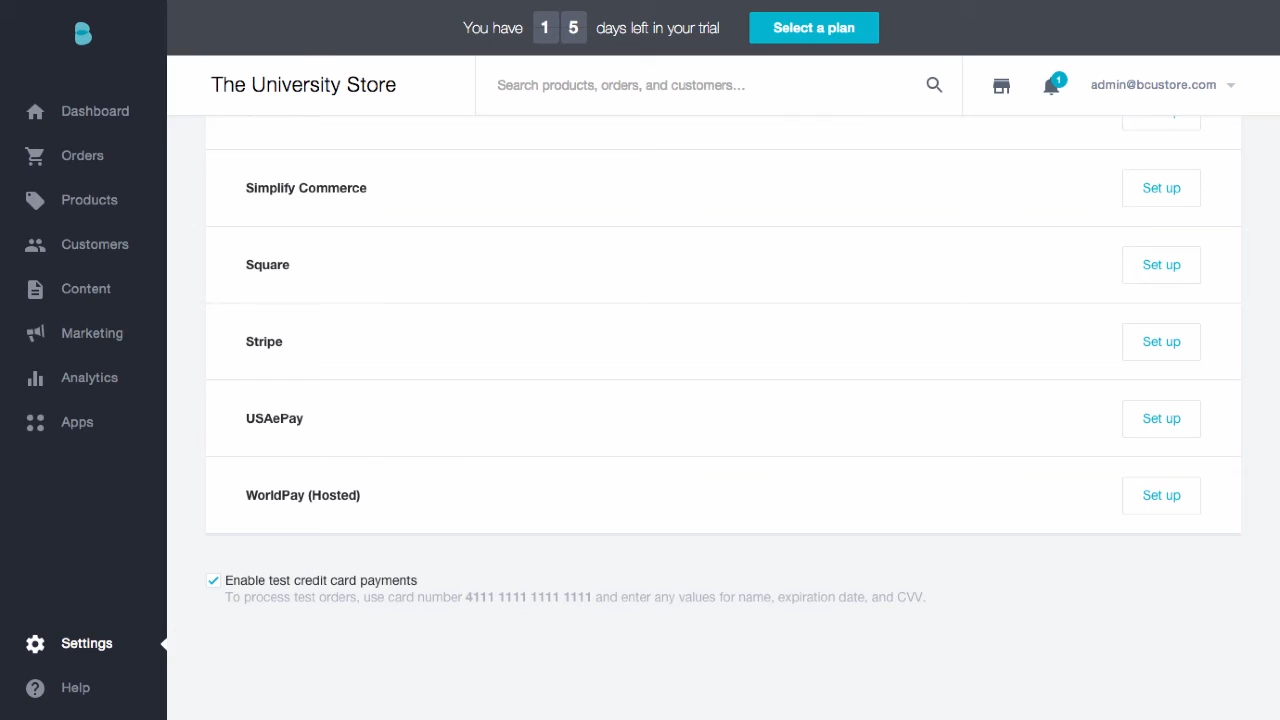 You have 1 5 days left in your trial Select a plan
The University Store
Search products, orders, and customers...
1
admin@bcustore.com
Dashboard
Orders
Products
Customers
Content
Marketing
Analytics
Apps
Settings
Help
Simplify Commerce Set up
Square Set up
Stripe Set up
USAePay Set up
WorldPay (Hosted) Set up
Enable test credit card payments
To process test orders, use card number 4111 1111 1111 1111 and enter any values for name, expiration date, and CVV.